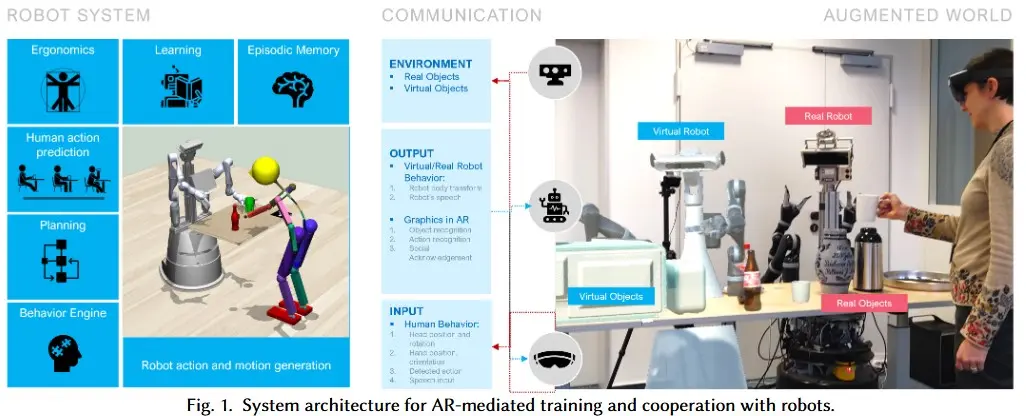 ROBOT SYSTEM
COMMUNICATION
AUGMENTED WORLD
Ergonomics
Learning
Episodic Memory
Human action
prediction
Planning
Behavior Engine
Robot action and motion generation
ENVIRONMENT
▪ Real Objects
▪ Virtual Objects
OUTPUT
▪ Virtual/Real Robot
Behavior:
1. Robot body transform
2. Robot's speech
▪ Graphics in AR
1. Object recognition
2. Action recognition
3. Social
Acknowledgement
INPUT
▪ Human Behavior:
1. Head position and
rotation
2. Head position,
orientation
3. Detected action
4. Speech input
Virtual Robot
Real Robot
Virtual Objects
Real Objects
Fig. 1. System architecture for AR-mediated training and cooperation with robots.